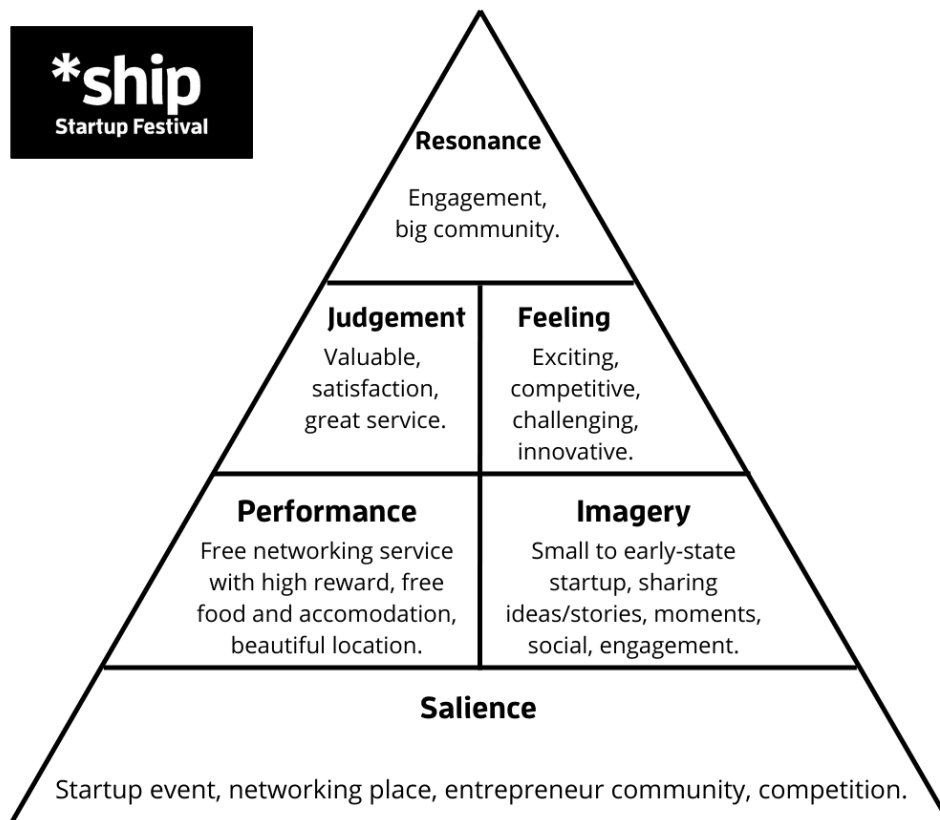 *ship
Startup Festival
Resonance
Engagement,
big community.
Judgement
Valuable,
satisfaction,
great service.
Feeling
Exciting,
competitive,
challenging,
innovative.
Performance
Free networking service
with high reward, free
food and accomodation,
beautiful location.
Imagery
Small to early-state
startup, sharing
ideas/stories, moments,
social, engagement.
Salience
Startup event, networking place, entrepreneur community, competition.